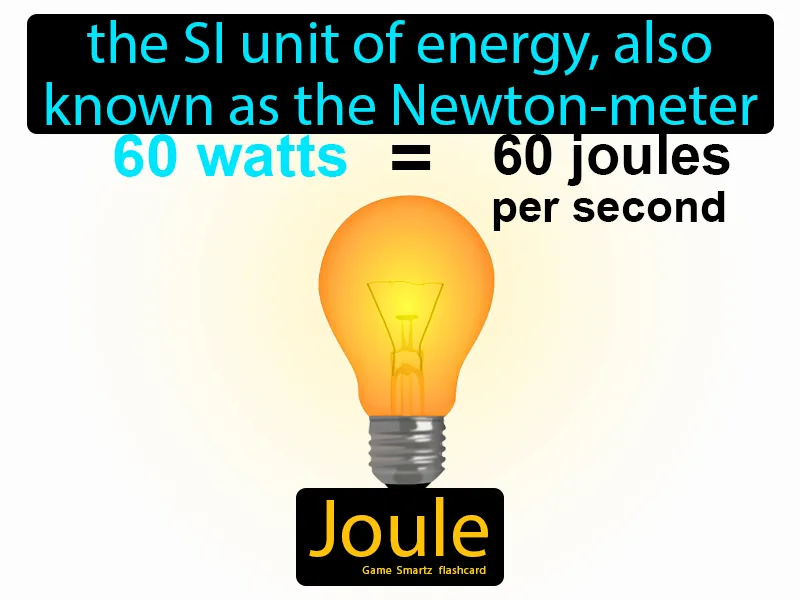 the SI unit of energy, also
known as the Newton-meter
60 watts = 60 joules
per second
Joule
Game Smartz flashcard